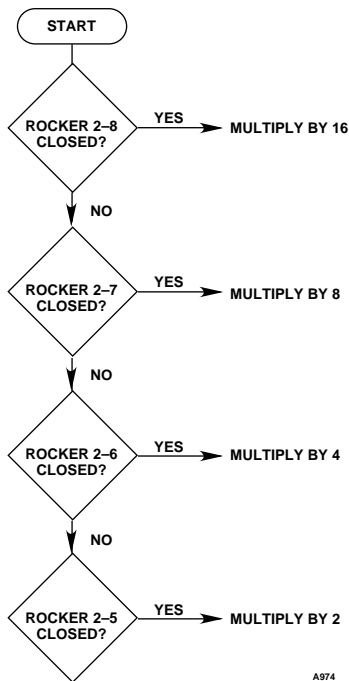 START
ROCKER 2–8
CLOSED?
YES
MULTIPLY BY 16
NO
ROCKER 2–7
CLOSED?
YES
MULTIPLY BY 8
NO
ROCKER 2–6
CLOSED?
YES
MULTIPLY BY 4
NO
ROCKER 2–5
CLOSED?
YES
MULTIPLY BY 2
A974